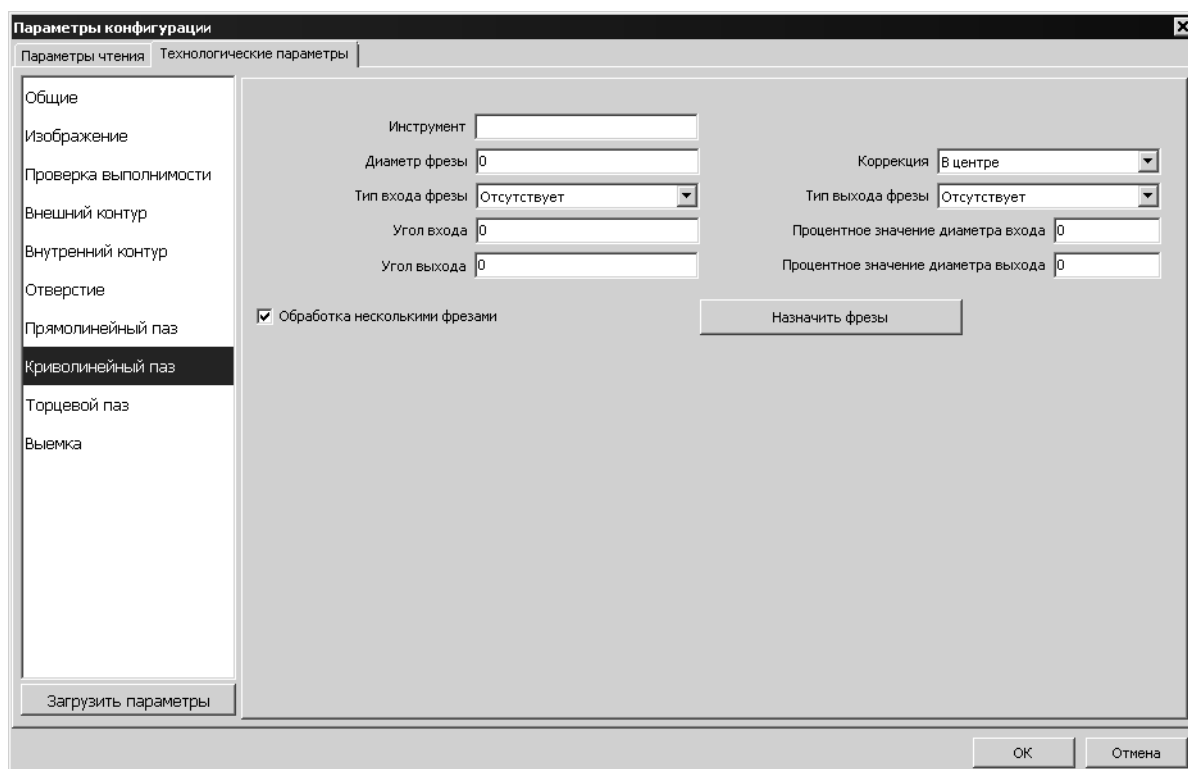 Параметры конфигурации
Параметры чтения Технологические параметры
Общие
Изображение
Проверка выполнимости
Внешний контур
Внутренний контур
Отверстие
Прямолинейный паз
Криволинейный паз
Торцевой паз
Выемка
Загрузить параметры
Инструмент
Диаметр фрезы 0 Коррекция В центре
Тип входа фрезы Отсутствует Тип выхода фрезы Отсутствует
Угол входа 0 Процентное значение диаметра входа 0
Угол выхода 0 Процентное значение диаметра выхода 0
Обработка несколькими фрезами Назначить фрезы
ОК Отмена